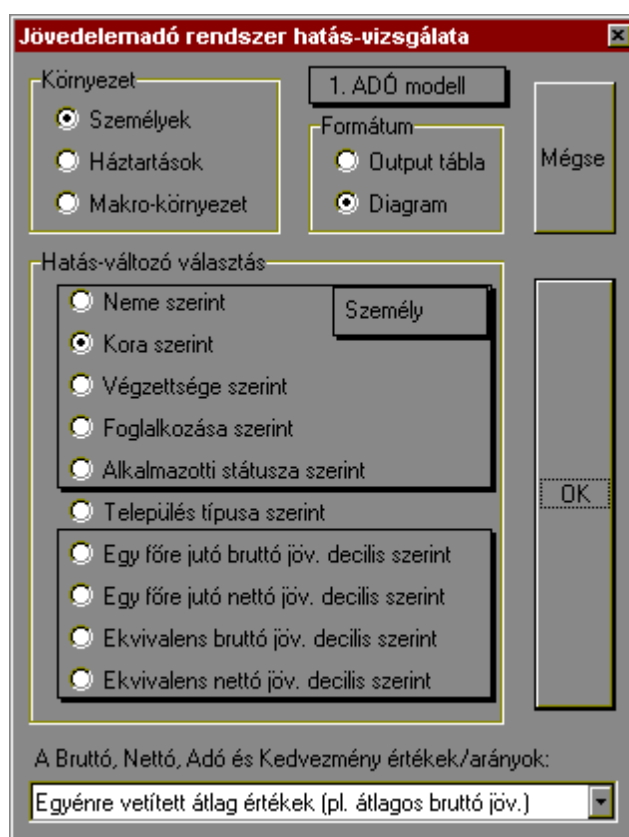 Jövedelemadó rendszer hatás-vizsgálata
Környezet
Személyek
Háztartások
Makro-környezet
1. ADÓ modell
Formátum
Output tábla
Diagram
Mégse
Hatás-változó választás
Neme szerint
Személy
Kora szerint
Végzettsége szerint
Foglalkozása szerint
Alkalmazotti státusza szerint
Település típusa szerint
Egy főre jutó bruttó jöv. decilis szerint
Egy főre jutó nettó jöv. decilis szerint
Ekvivalens bruttó jöv. decilis szerint
Ekvivalens nettó jöv. decilis szerint
OK
A Bruttó, Nettó, Adó és Kedvezmény értékek/arányok:
Egyénre vetített átlag értékek (pl. átlagos bruttó jöv.)